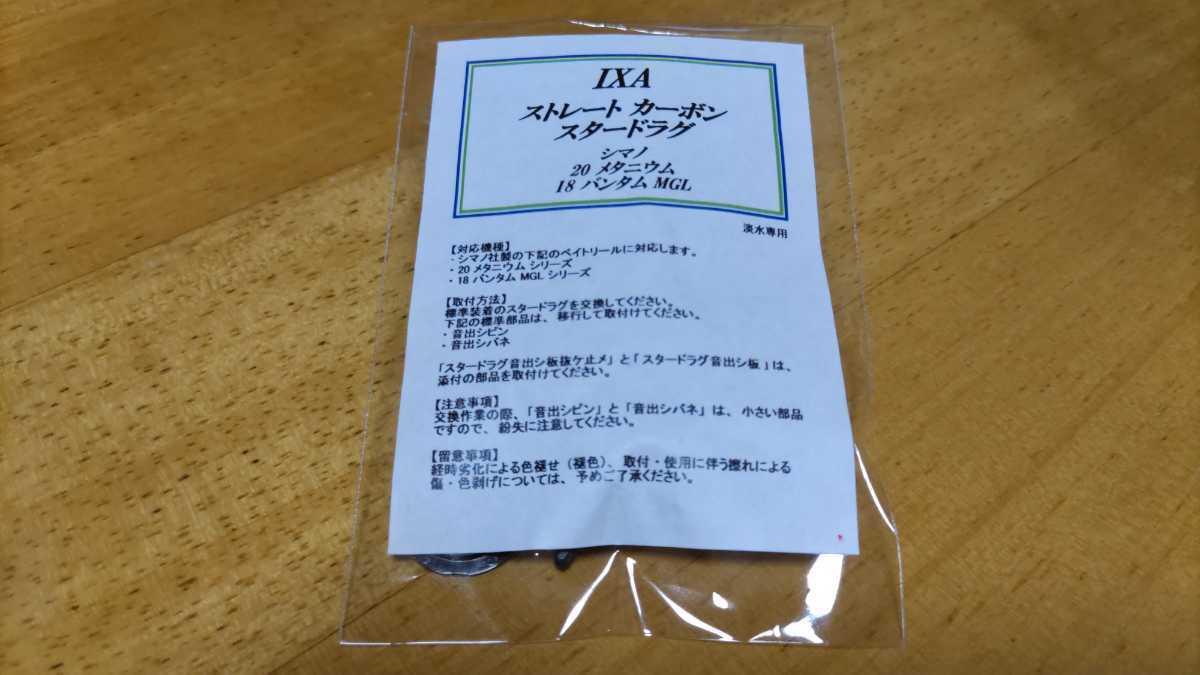 IXA
ストレート カーボン
スタードラグ
シマノ
20 メタニウム
18 バンタム MGL
淡水専用
【対応機種】
・シマノ社製の下記のベイトリールに対応します。
・20 メタニウム シリーズ
・18 バンタム MGL シリーズ
【取付方法】
標準装着のスタードラグを交換してください。
下記の標準部品は、移行して取付けてください。
・音出シピン
・音出シバネ
「スタードラグ音出シ板抜ケ止メ」と「スタードラグ音出シ板」は、
添付の部品を取付けてください。
【注意事項】
交換作業の際、「音出シピン」と「音出シバネ」は、小さい部品
ですので、紛失に注意してください。
【留意事項】
経時劣化による色褪せ（褪色）、取付・使用に伴う擦れによる
傷・色剥げについては、予めご了承ください。